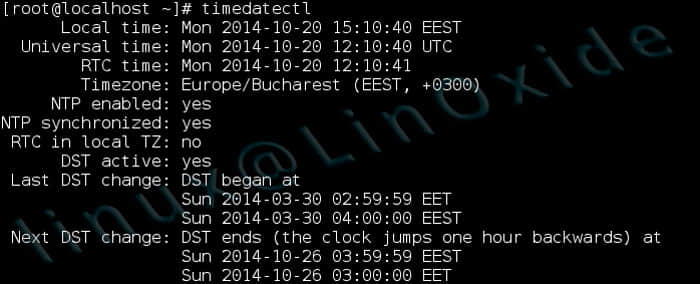 [root@localhost ~]# timedatectl
Local time: Mon 2014-10-20 15:10:40 EEST
Universal time: Mon 2014-10-20 12:10:40 UTC
RTC time: Mon 2014-10-20 12:10:41
Timezone: Europe/Bucharest (EEST, +0300)
NTP enabled: yes
NTP synchronized: yes
RTC in local TZ: no
DST active: yes
Last DST change: DST began at
Sun 2014-03-30 02:59:59 EET
Sun 2014-03-30 04:00:00 EEST
Next DST change: DST ends (the clock jumps one hour backwards) at
Sun 2014-10-26 03:59:59 EEST
Sun 2014-10-26 03:00:00 EET
linux@LinOxide